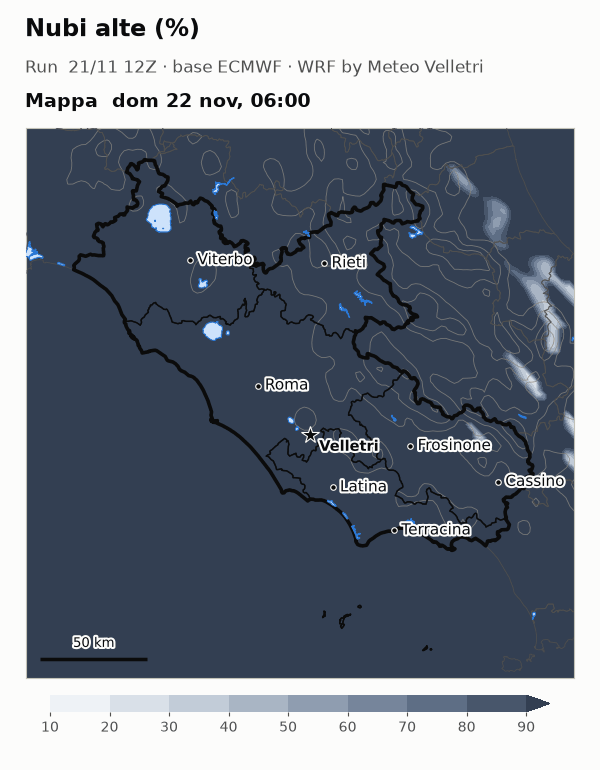 Nubi alte (%)
Run  21/11 12Z · base ECMWF · WRF by Meteo Velletri
Mappa  dom 22 nov, 06:00
Viterbo
Rieti
Roma
Velletri
Frosinone
Cassino
Latina
Terracina
50 km
10 20 30 40 50 60 70 80 90